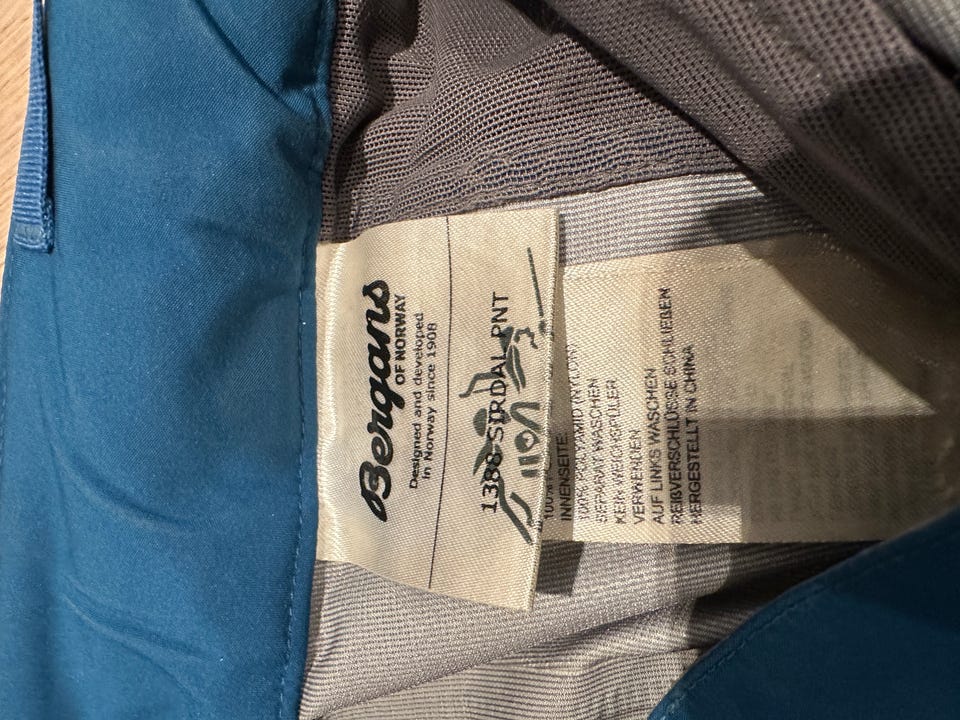 Bergans
OF NORWAY
Designed and developed
in Norway since 1908
1388 SIRDAL PNT
INNENSEITE:
100% POLYAMID (NYLON)
SEPARAT WASCHEN
KEIN WEICHSPÜLER
VERWENDEN
AUF LINKS WASCHEN
REIßVERSCHLÜSSE SCHLIEßEN
HERGESTELLT IN CHINA